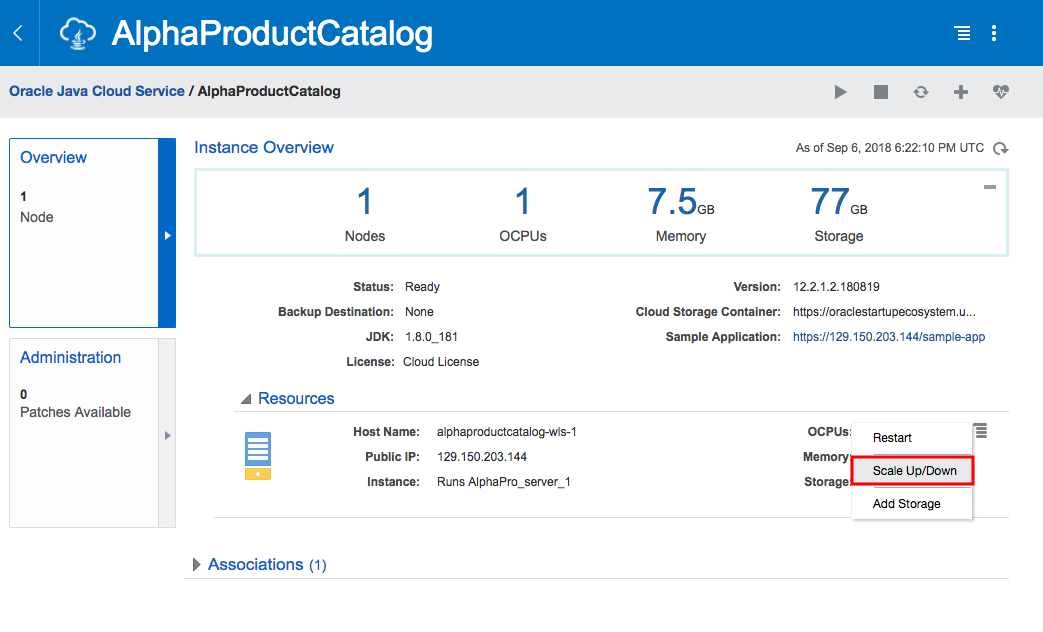 AlphaProductCatalog
Oracle Java Cloud Service / AlphaProductCatalog
Overview
1
Node
Administration
0
Patches Available
Instance Overview
As of Sep 6, 2018 6:22:10 PM UTC
1
Nodes
1
OCPUs
7.5 GB
Memory
77 GB
Storage
Status: Ready
Backup Destination: None
JDK: 1.8.0_181
License: Cloud License
Version: 12.2.1.2.180819
Cloud Storage Container: https://oraclestartupecosystem.u...
Sample Application: https://129.150.203.144/sample-app
Resources
Host Name: alphaproductcatalog-wls-1
Public IP: 129.150.203.144
Instance: Runs AlphaPro_server_1
OCPUs:
Memory:
Storage:
Restart
Scale Up/Down
Add Storage
Associations (1)